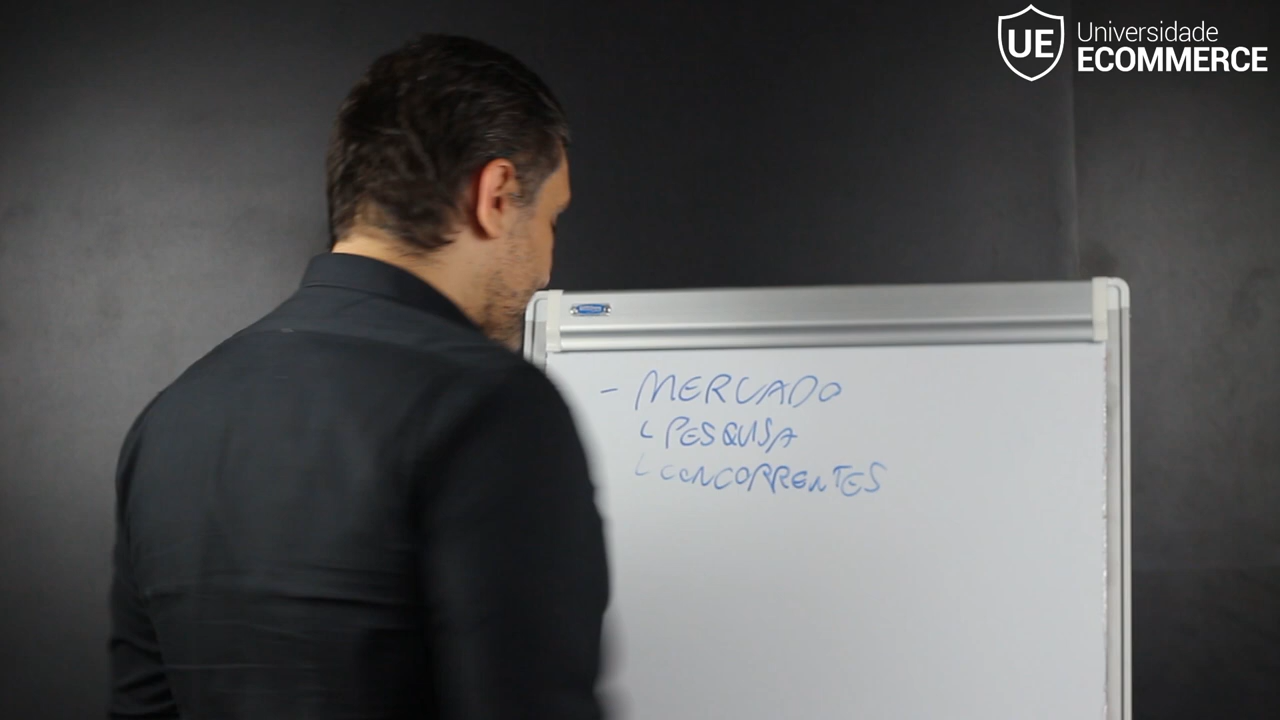 UE
Universidade
ECOMMERCE
- MERCADO
PESQUISA
CONCORRENTES